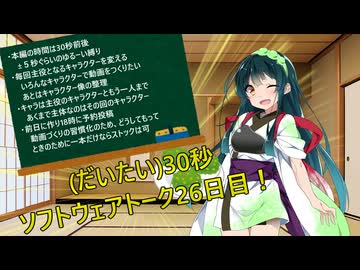 ・本編の時間は30秒前後
±５秒ぐらいのゆるーい縛り
・毎回主役となるキャラクターを変える
いろんなキャラクターで動画をつくりたい
あとはキャラクター像の整理
・キャラは主役のキャラクターともう一人まで
あくまで主体なのはその回のキャラクター
・前日に作り18時に予約投稿
動画づくりの習慣化のため、どうしてもって
ときのために一本だけならストックは可
(だいたい)30秒
ソフトウェアトーク26日目！